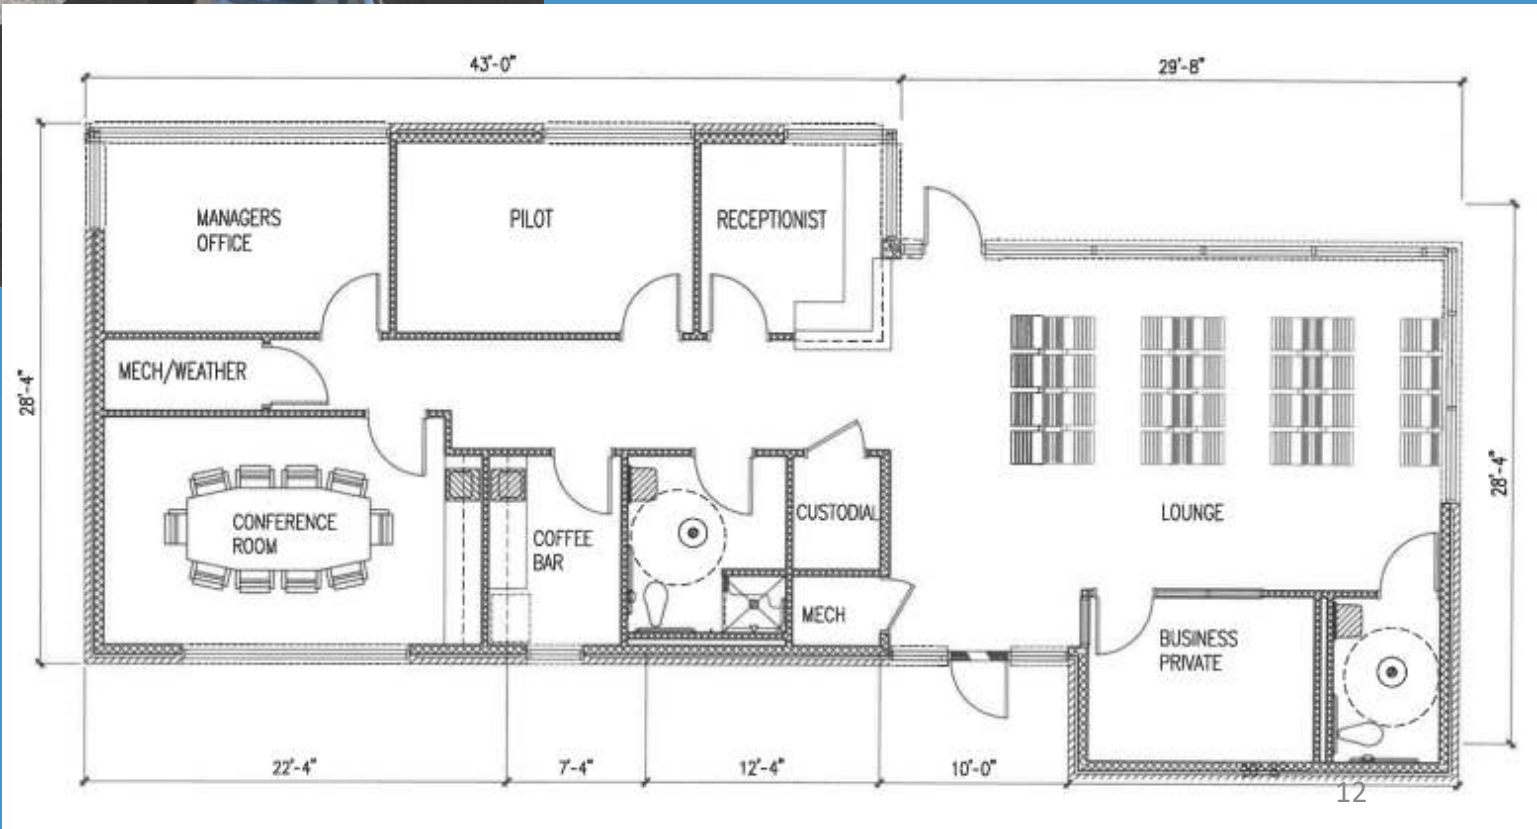 43'-0"
29'-8"
MANAGERS
OFFICE
PILOT
RECEPTIONIST
MECH/WEATHER
28'-4"
28'-4"
CONFERENCE
ROOM
COFFEE
BAR
CUSTODIAL
LOUNGE
MECH
BUSINESS
PRIVATE
22'-4"
7'-4"
12'-4"
10'-0"
12